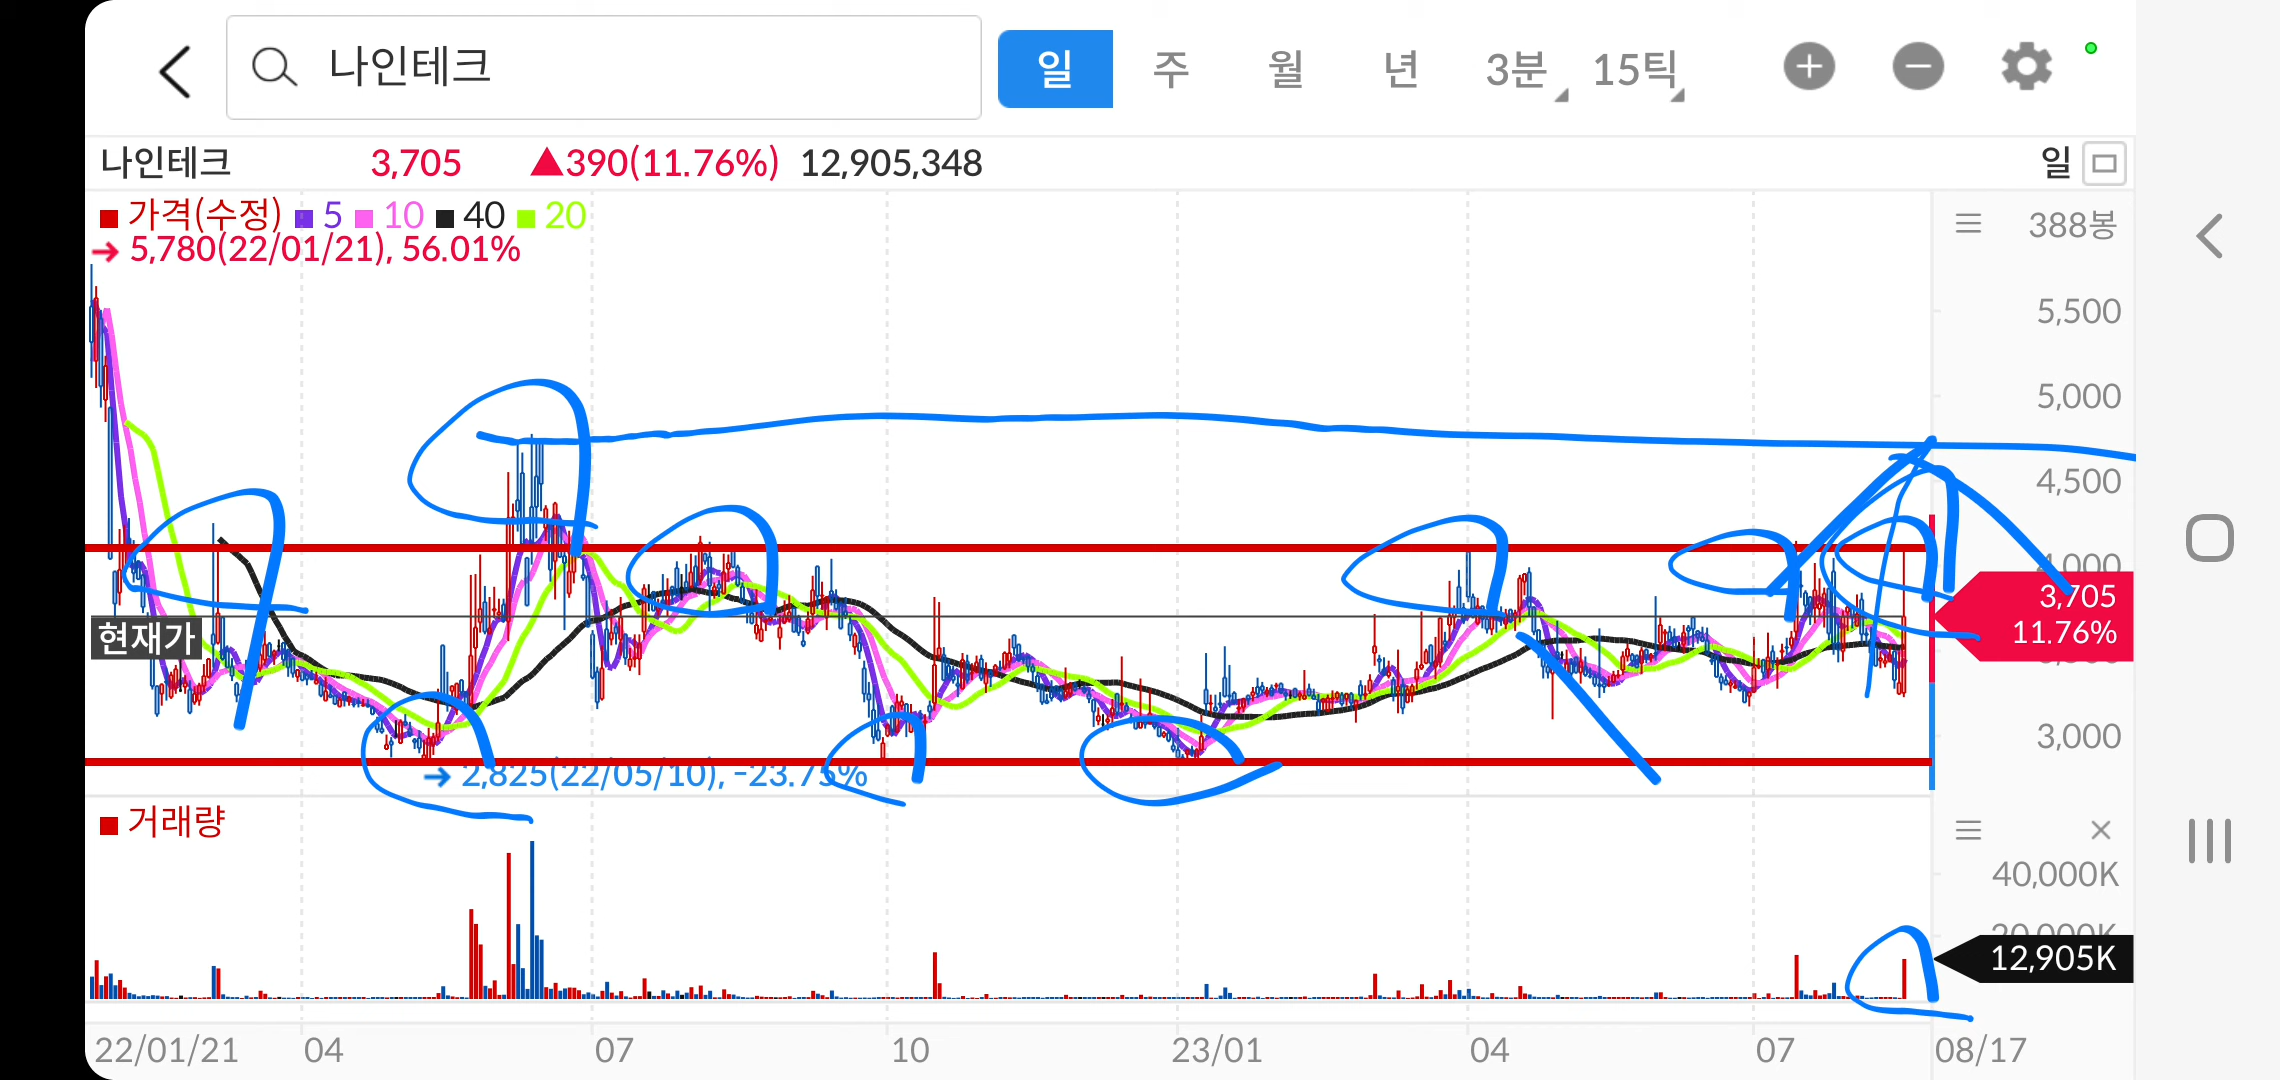 나인테크
일 주 월 년 3분 15틱
나인테크 3,705 ▲390(11.76%) 12,905,348 일
가격(수정) 5 10 40 20
388봉
→ 5,780(22/01/21), 56.01%
5,500
5,000
4,500
4,000
3,705
현재가
11.76%
3,000
→ 2,825(22/05/10), -23.75%
거래량
40,000K
20,000K
12,905K
22/01/21 04 07 10 23/01 04 07 08/17